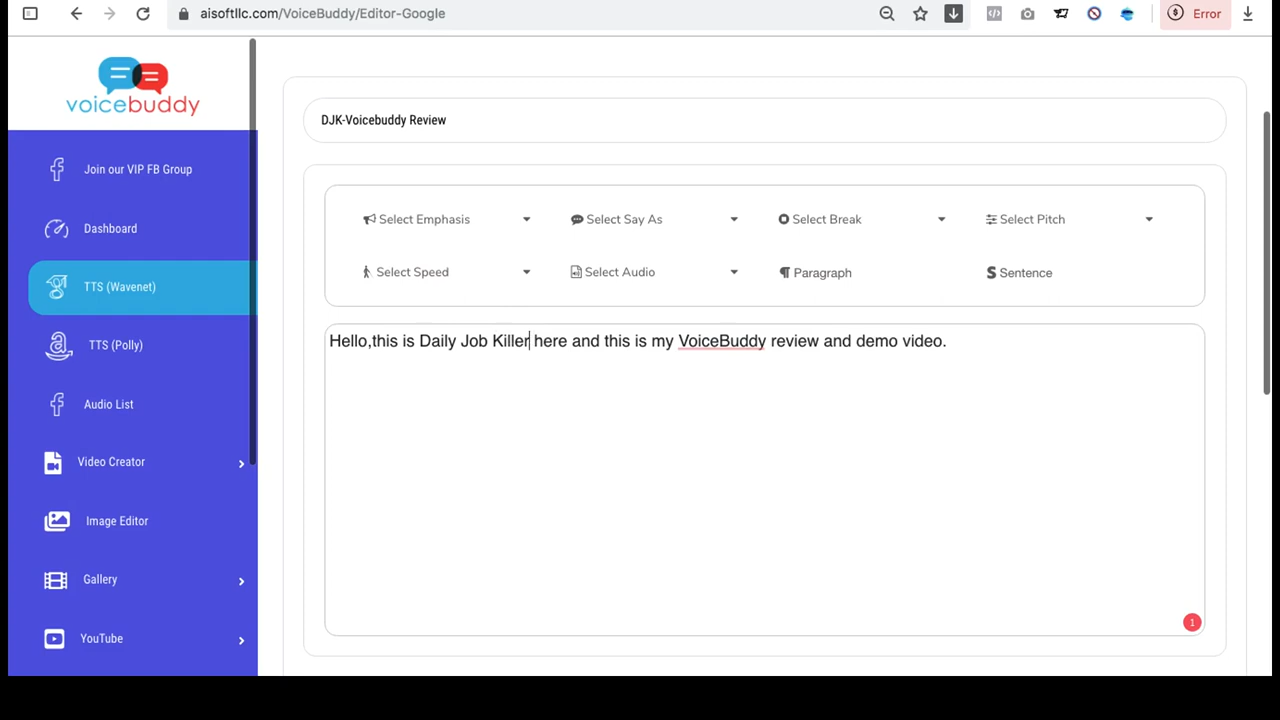 aisoftllc.com/VoiceBuddy/Editor-Google
Error
voicebuddy
Join our VIP FB Group
Dashboard
TTS (Wavenet)
TTS (Polly)
Audio List
Video Creator
Image Editor
Gallery
YouTube
DJK-Voicebuddy Review
Select Emphasis
Select Say As
Select Break
Select Pitch
Select Speed
Select Audio
Paragraph
Sentence
Hello,this is Daily Job Killer here and this is my VoiceBuddy review and demo video.
1